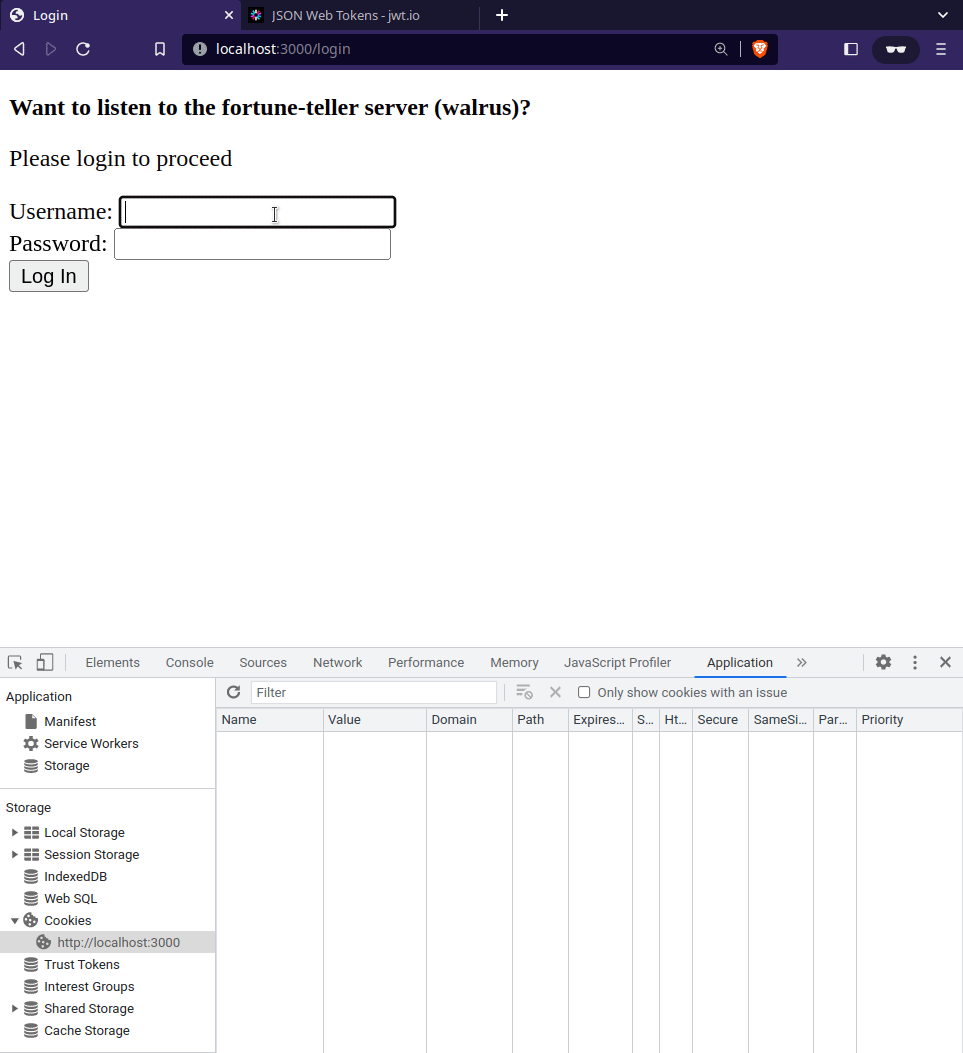 Login
JSON Web Tokens - jwt.io
localhost:3000/login
Want to listen to the fortune-teller server (walrus)?
Please login to proceed
Username:
Password:
Log In
Elements Console Sources Network Performance Memory JavaScript Profiler Application
Application
Filter
Only show cookies with an issue
Manifest
Service Workers
Storage
Name Value Domain Path Expires... S... Ht... Secure SameSi... Par... Priority
Storage
Local Storage
Session Storage
IndexedDB
Web SQL
Cookies
http://localhost:3000
Trust Tokens
Interest Groups
Shared Storage
Cache Storage